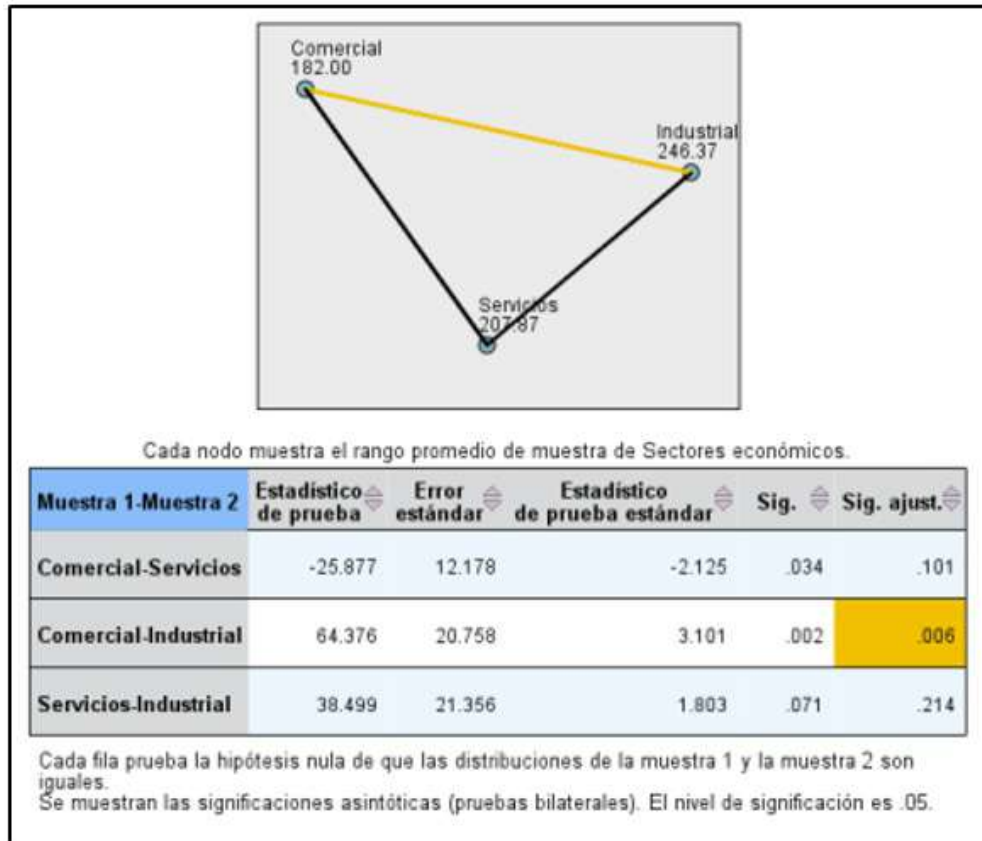 Comercial
182.00
Industrial
246.37
Servicios
207.87
Cada nodo muestra el rango promedio de muestra de Sectores económicos.
Muestra 1-Muestra 2 Estadístico de prueba Error estándar Estadístico de prueba estándar Sig. Sig. ajust.
Comercial-Servicios -25.877 12.178 -2.125 .034 .101
Comercial-Industrial 64.376 20.758 3.101 .002 .006
Servicios-Industrial 38.499 21.356 1.803 .071 .214
Cada fila prueba la hipótesis nula de que las distribuciones de la muestra 1 y la muestra 2 son
iguales.
Se muestran las significaciones asintóticas (pruebas bilaterales). El nivel de significación es .05.